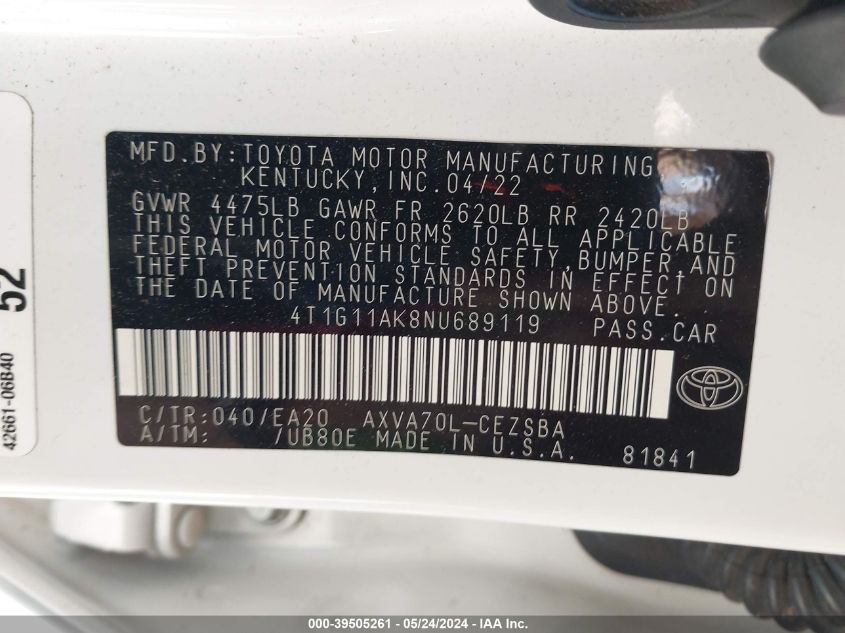 MFD.BY:TOYOTA MOTOR MANUFACTURING
KENTUCKY,INC.04/22
GVWR 4475LB GAWR FR 2620LB RR 2420LB
THIS VEHICLE CONFORMS TO ALL APPLICABLE
FEDERAL MOTOR VEHICLE SAFETY,BUMPER,AND
THEFT PREVENTION STANDARDS IN EFFECT ON
THE DATE OF MANUFACTURE SHOWN ABOVE.
4T1G11AK8NU689119 PASS.CAR
C/TR:040/EA20 AXVA70L-CEZSBA
A/TM: /UB80E MADE IN U.S.A. 81841
52
42661-06B40
000-39505261 - 05/24/2024 - IAA Inc.